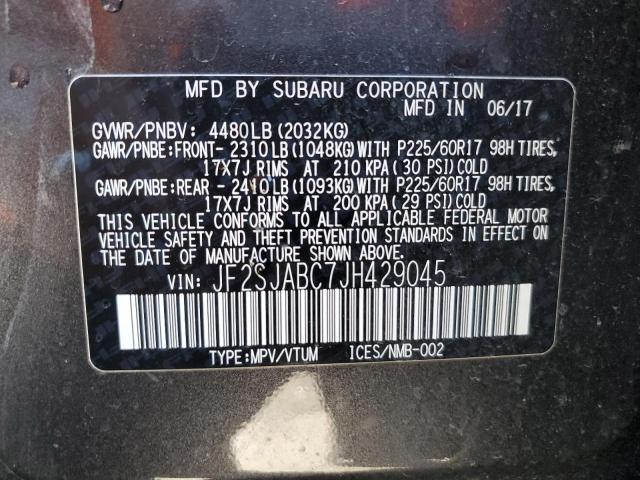 MFD BY SUBARU CORPORATION
MFD IN 06/17
GVWR/PNBV: 4480LB(2032KG)
GAWR/PNBE:FRONT- 2310LB(1048KG)WITH P225/60R17 98H TIRES,
17X7J RIMS AT 210 KPA(30 PSI)COLD
GAWR/PNBE:REAR - 2410LB(1093KG)WITH P225/60R17 98H TIRES,
17X7J RIMS AT 200 KPA(29 PSI)COLD
THIS VEHICLE CONFORMS TO ALL APPLICABLE FEDERAL MOTOR
VEHICLE SAFETY AND THEFT PREVENTION STANDARDS IN EFFECT ON
THE DATE OF MANUFACTURE SHOWN ABOVE.
VIN: JF2SJABC7JH429045
TYPE:MPV/VTUM ICES/NMB-002